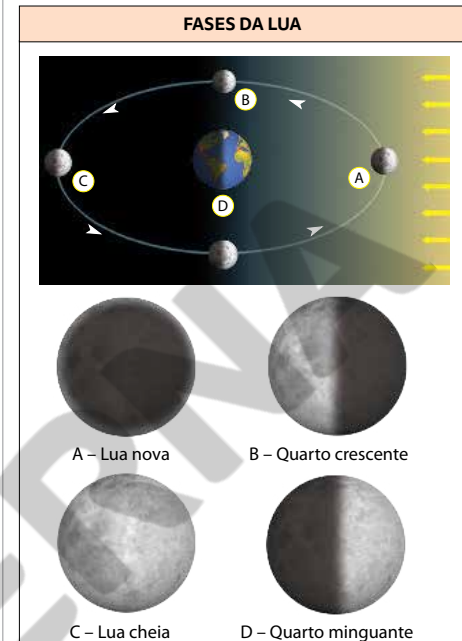 FASES DA LUA
B
A
C
D
A – Lua nova
B – Quarto crescente
C – Lua cheia
D – Quarto minguante